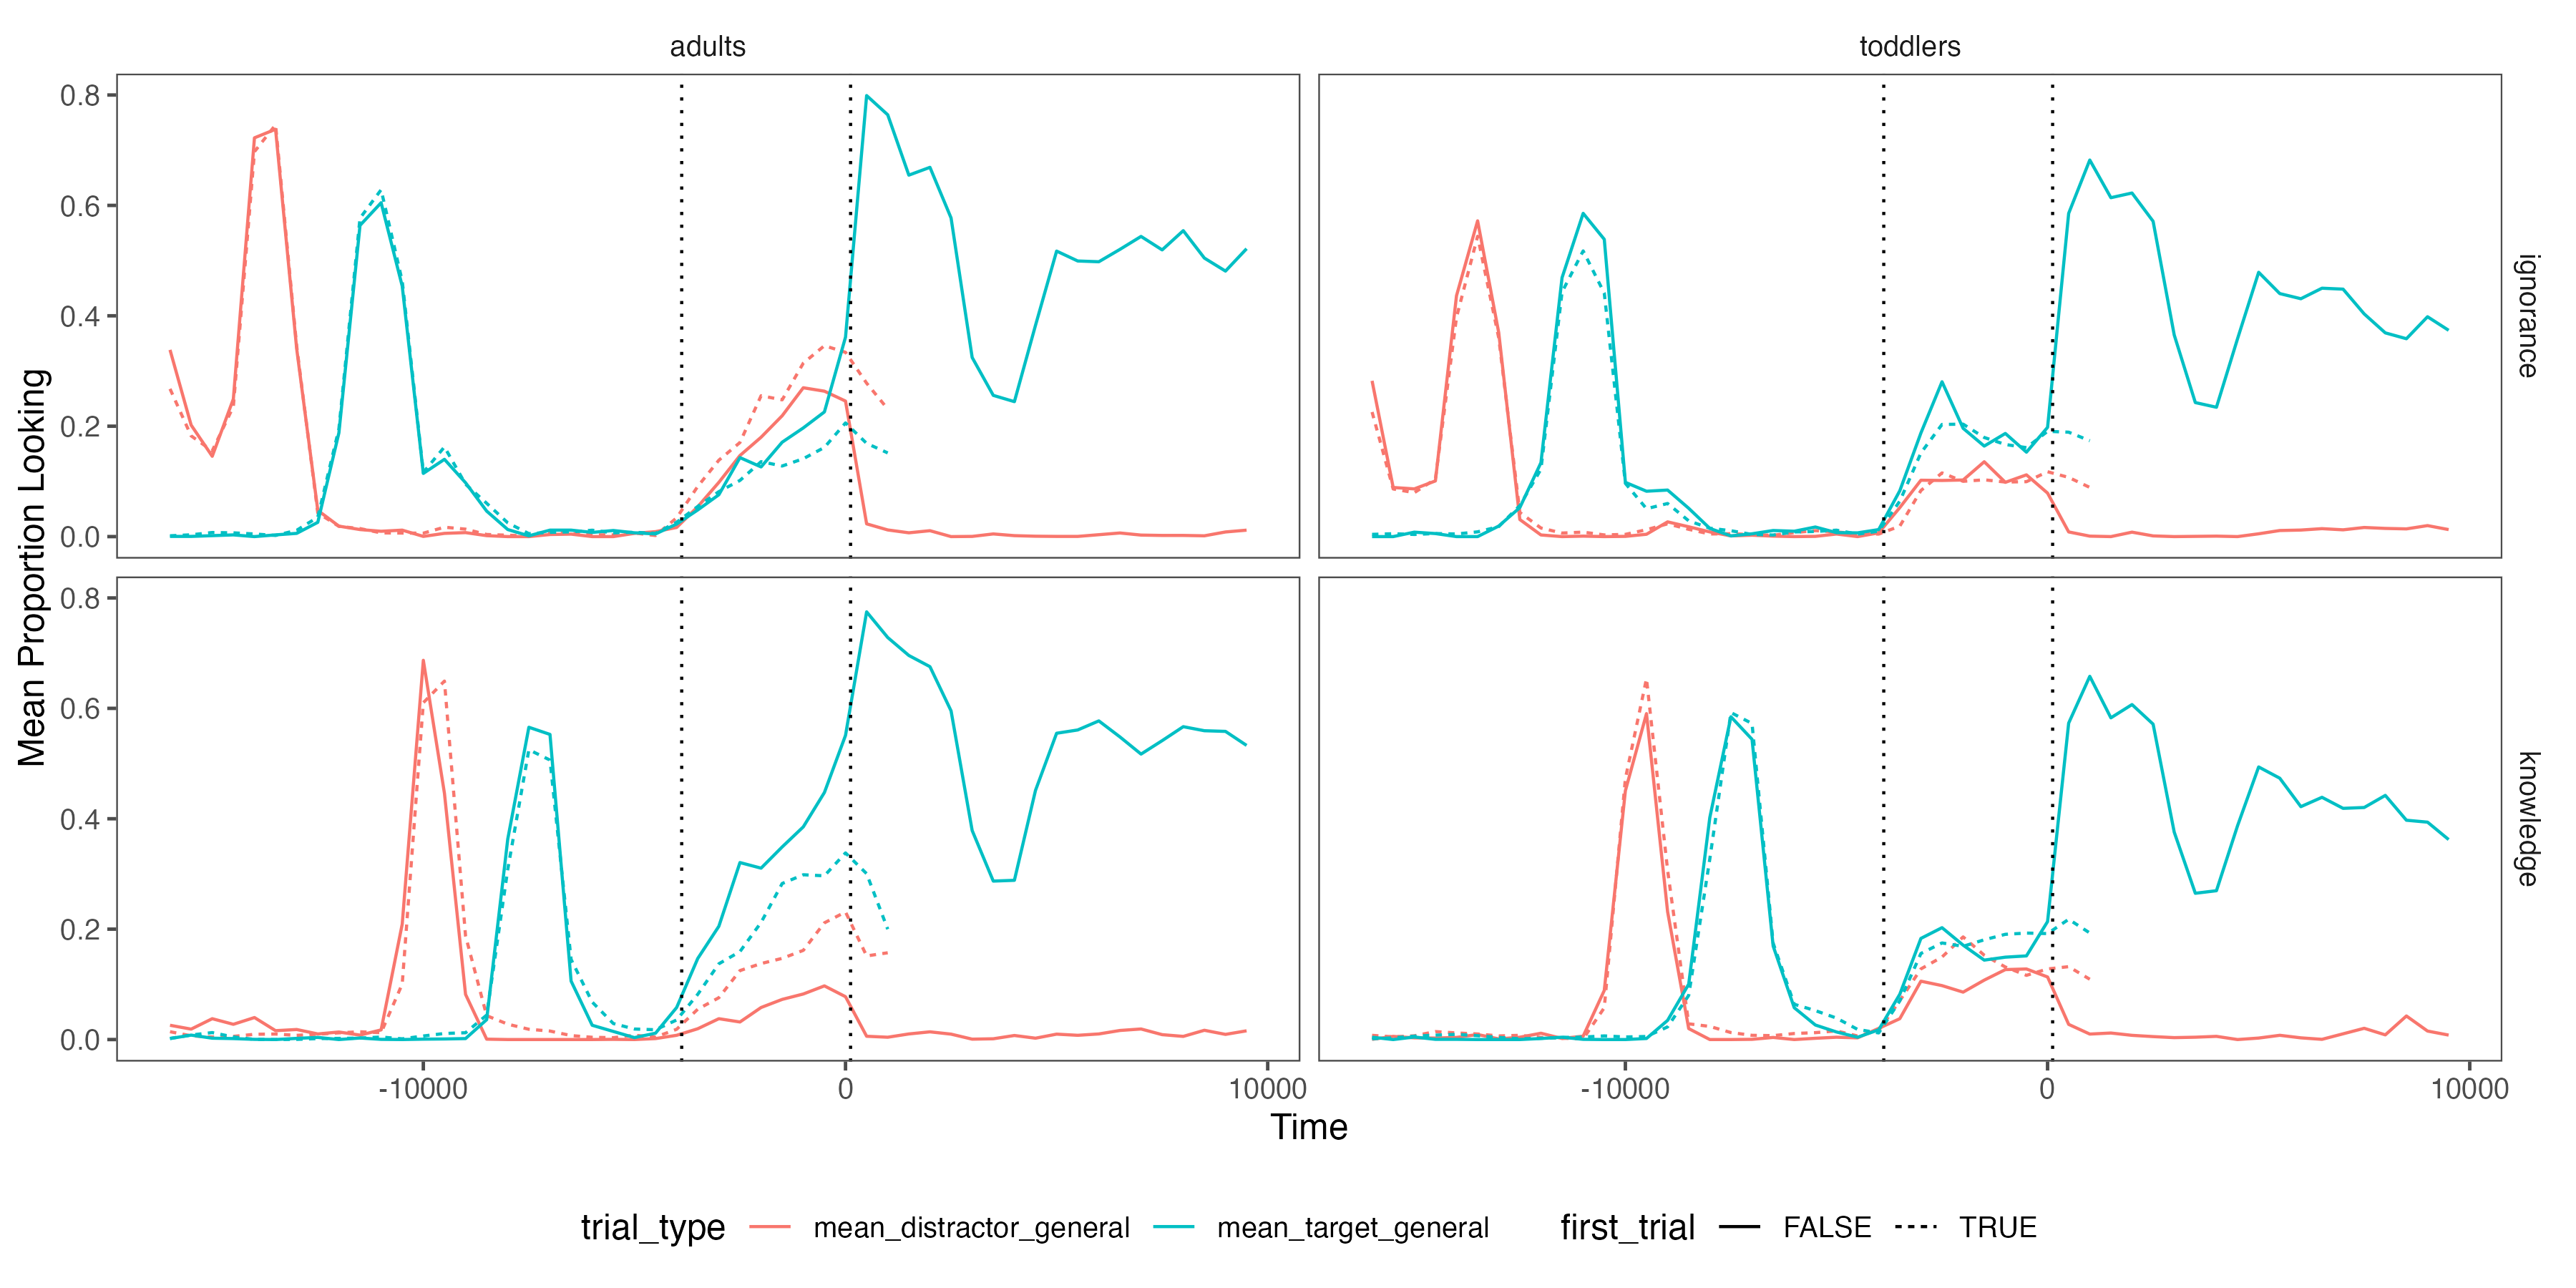 adults
toddlers
0.8
0.6
0.4
0.2
0.0
ignorance
0.8
0.6
0.4
0.2
0.0
knowledge
Mean Proportion Looking
-10000
0
10000
-10000
0
10000
Time
trial_type
mean_distractor_general
mean_target_general
first_trial
FALSE
TRUE